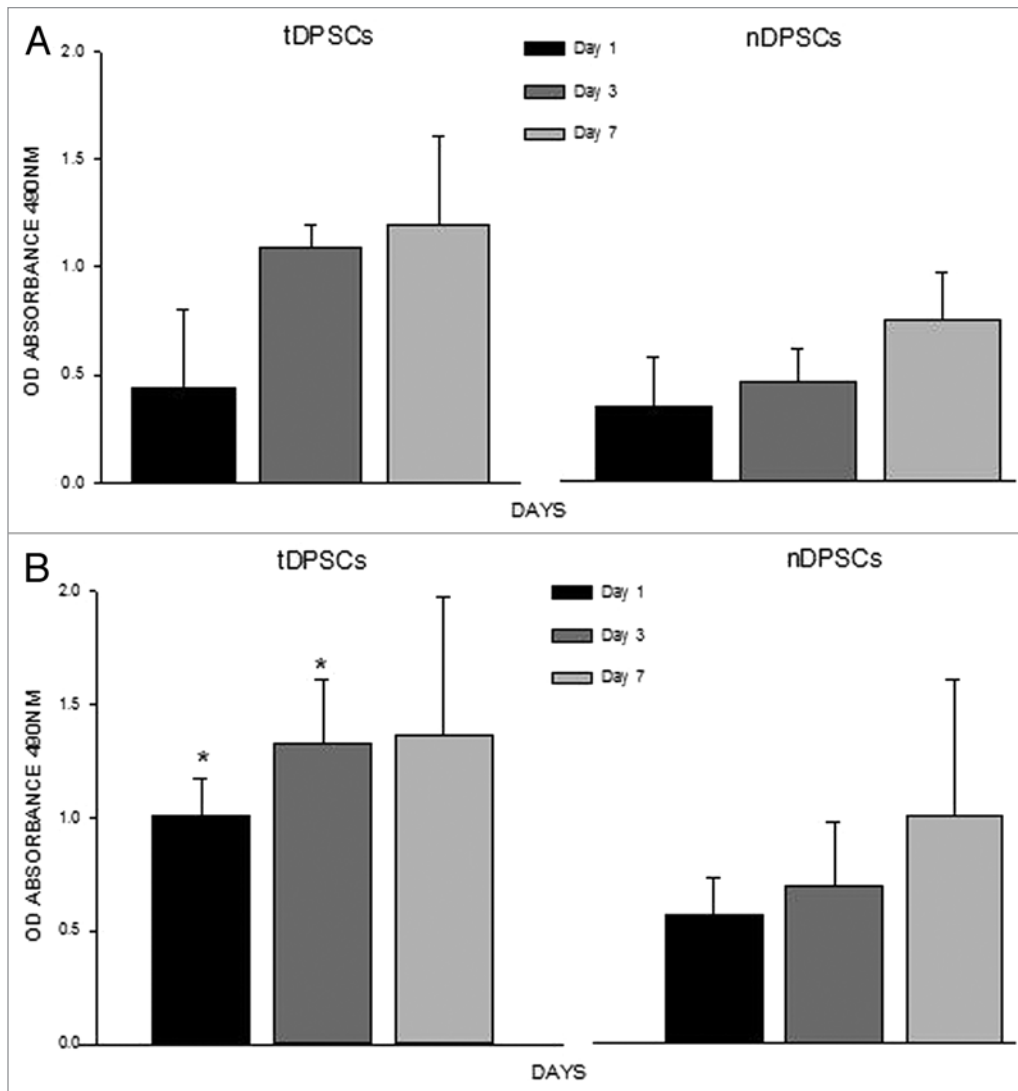 A
tDPSCs
nDPSCs
Day 1
Day 3
Day 7
2.0
1.5
1.0
0.5
0.0
OD ABSORBANCE 490NM
DAYS
B
tDPSCs
nDPSCs
Day 1
Day 3
Day 7
2.0
1.5
1.0
0.5
0.0
*
*
OD ABSORBANCE 490NM
DAYS